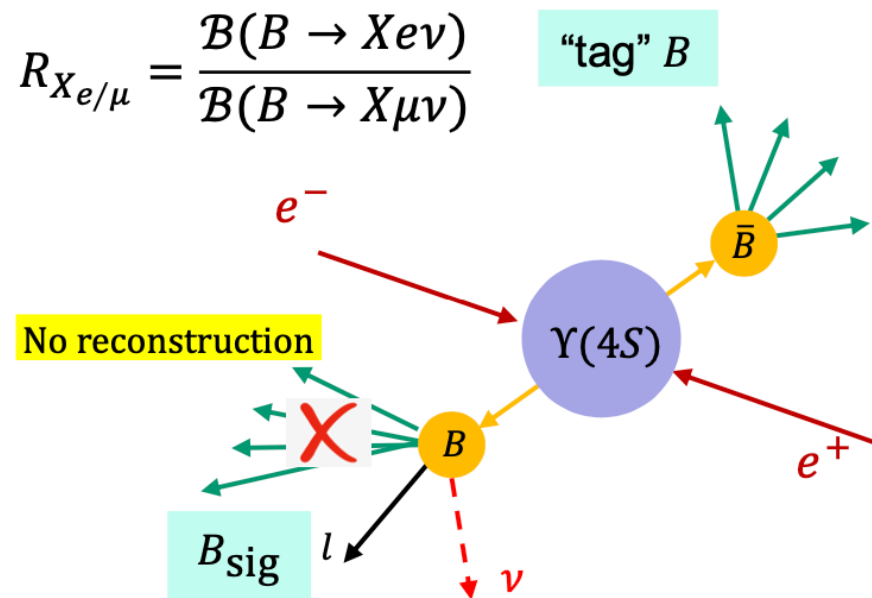 R_{X_{e/μ}} = ℬ(B → Xeν) / ℬ(B → Xμν)
“tag” B
e⁻
B̄
Υ(4S)
No reconstruction
B
e⁺
B_sig
l
ν